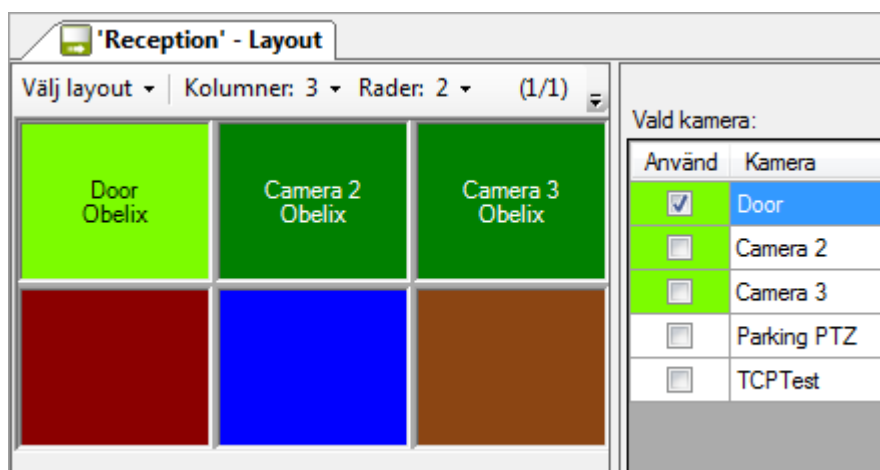 'Reception' - Layout
Välj layout Kolumner: 3 Rader: 2 (1/1)
Door
Obelix
Camera 2
Obelix
Camera 3
Obelix
Vald kamera:
Använd Kamera
Door
Camera 2
Camera 3
Parking PTZ
TCPTest